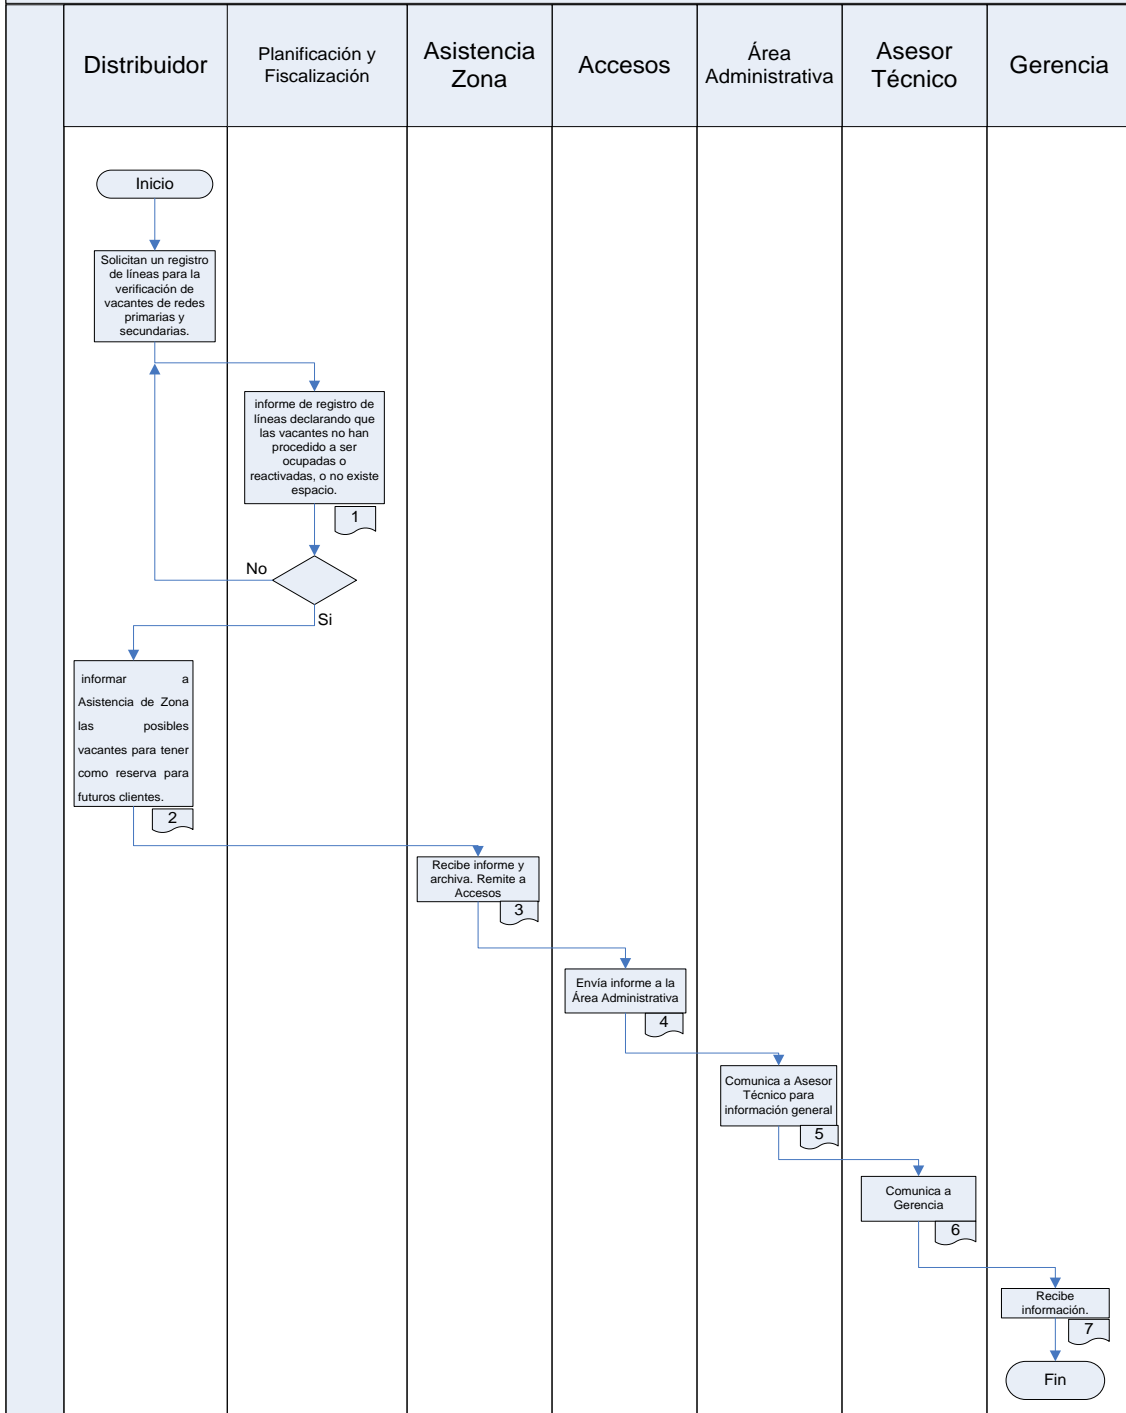 Distribuidor
Planificación y
Fiscalización
Asistencia
Zona
Accesos
Área
Administrativa
Asesor
Técnico
Gerencia
Inicio
Solicitan un registro
de líneas para la
verificación de
vacantes de redes
primarias y
secundarias.
informe de registro de
líneas declarando que
las vacantes no han
procedido a ser
ocupadas o
reactivadas, o no existe
espacio.
1
No
Si
informar a
Asistencia de Zona
las posibles
vacantes para tener
como reserva para
futuros clientes.
2
Recibe informe y
archiva. Remite a
Accesos
3
Envía informe a la
Área Administrativa
4
Comunica a Asesor
Técnico para
información general
5
Comunica a
Gerencia
6
Recibe
información.
7
Fin